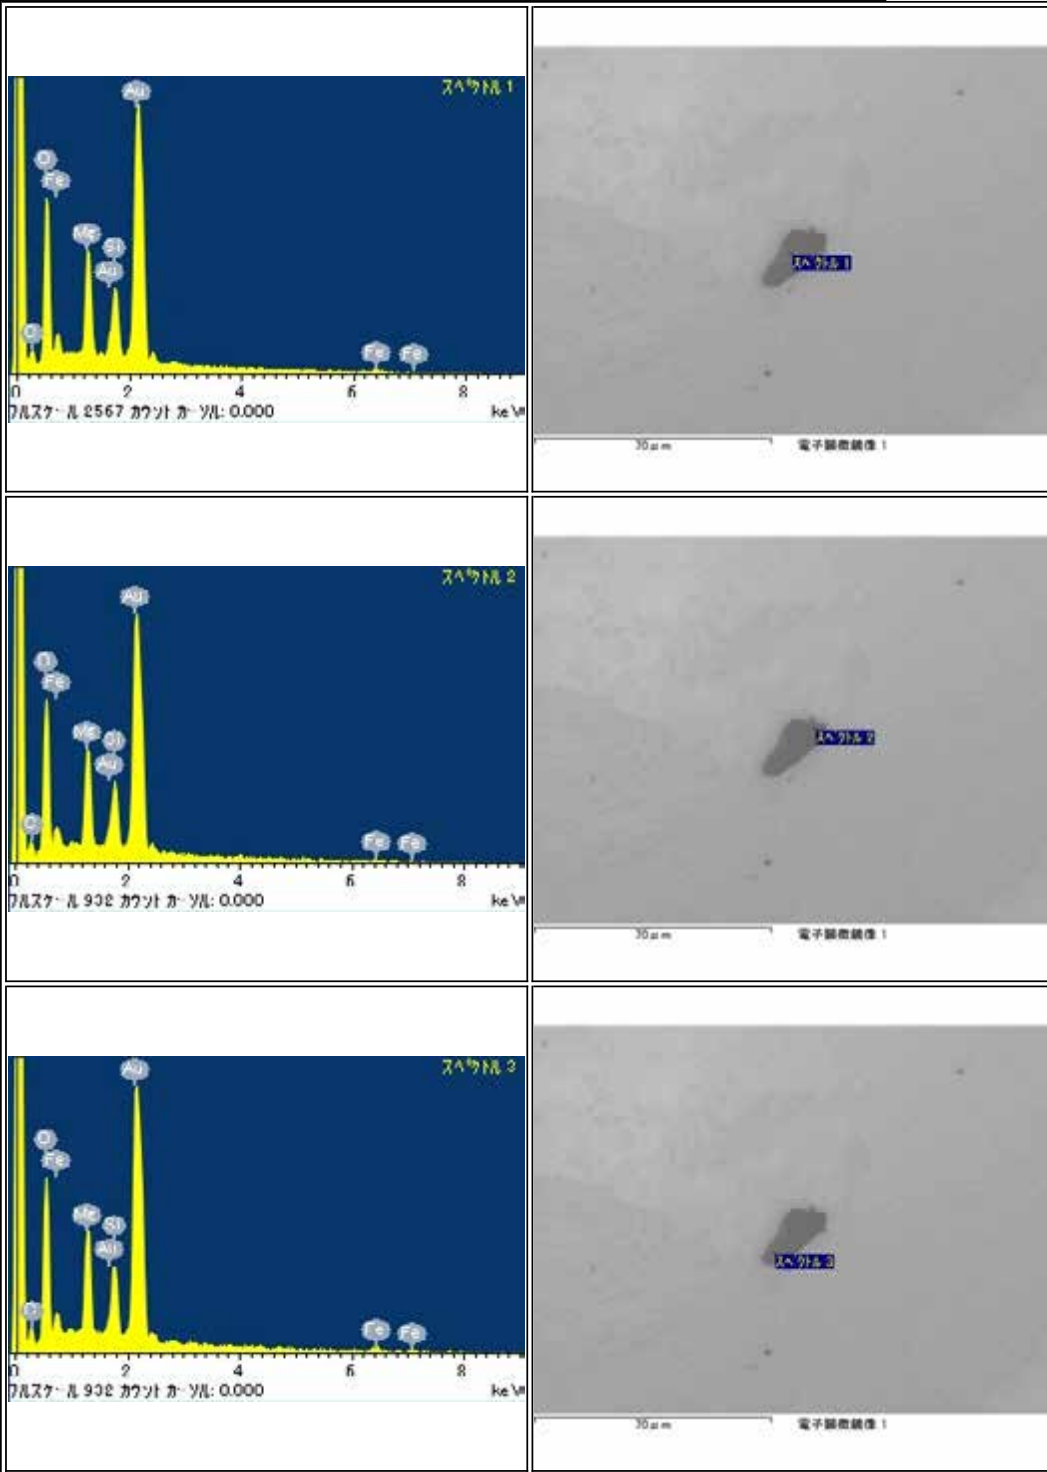 スペクトル 1
Au
O
Fe
Mg
Si
Au
C
Fe Fe
0 2 4 6 8
フルスケール 2567 カウント カーソル: 0.000 keV
スペクトル 1
電子顕微鏡像 1
スペクトル 2
Au
O
Fe
Mg
Si
Au
C
Fe Fe
0 2 4 6 8
フルスケール 932 カウント カーソル: 0.000 keV
スペクトル 2
電子顕微鏡像 1
スペクトル 3
Au
O
Fe
Mg
Si
Au
C
Fe Fe
0 2 4 6 8
フルスケール 932 カウント カーソル: 0.000 keV
スペクトル 3
電子顕微鏡像 1